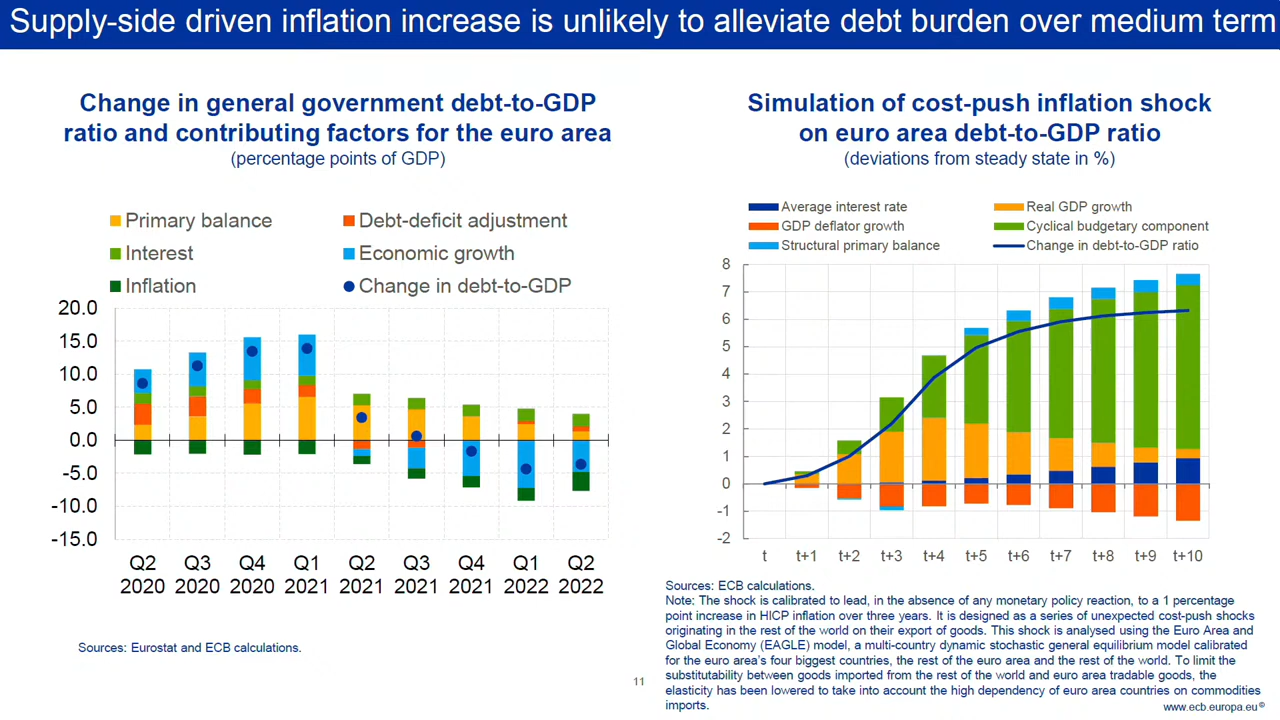 Supply-side driven inflation increase is unlikely to alleviate debt burden over medium term
Change in general government debt-to-GDP
ratio and contributing factors for the euro area
(percentage points of GDP)
Primary balance
Debt-deficit adjustment
Interest
Economic growth
Inflation
Change in debt-to-GDP
20.0
15.0
10.0
5.0
0.0
-5.0
-10.0
-15.0
Q2 Q3 Q4 Q1 Q2 Q3 Q4 Q1 Q2
2020 2020 2020 2021 2021 2021 2021 2022 2022
Sources: Eurostat and ECB calculations.
Simulation of cost-push inflation shock
on euro area debt-to-GDP ratio
(deviations from steady state in %)
Average interest rate
Real GDP growth
GDP deflator growth
Cyclical budgetary component
Structural primary balance
Change in debt-to-GDP ratio
8
7
6
5
4
3
2
1
0
-1
-2
t t+1 t+2 t+3 t+4 t+5 t+6 t+7 t+8 t+9 t+10
Sources: ECB calculations.
Note: The shock is calibrated to lead, in the absence of any monetary policy reaction, to a 1 percentage
point increase in HICP inflation over three years. It is designed as a series of unexpected cost-push shocks
originating in the rest of the world on their export of goods. This shock is analysed using the Euro Area and
Global Economy (EAGLE) model, a multi-country dynamic stochastic general equilibrium model calibrated
for the euro area's four biggest countries, the rest of the euro area and the rest of the world. To limit the
substitutability between goods imported from the rest of the world and euro area tradable goods, the
elasticity has been lowered to take into account the high dependency of euro area countries on commodities
imports.
11
www.ecb.europa.eu ©